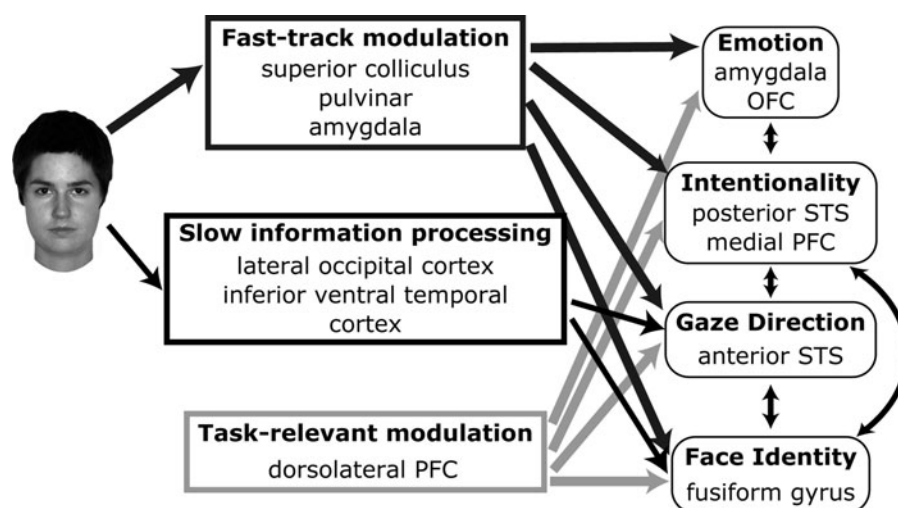 Fast-track modulation
superior colliculus
pulvinar
amygdala
Slow information processing
lateral occipital cortex
inferior ventral temporal
cortex
Task-relevant modulation
dorsolateral PFC
Emotion
amygdala
OFC
Intentionality
posterior STS
medial PFC
Gaze Direction
anterior STS
Face Identity
fusiform gyrus